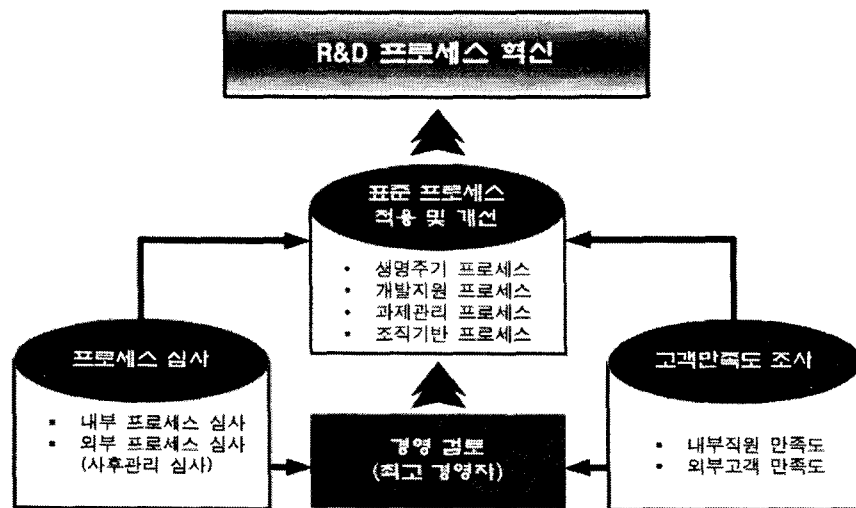 R&D 프로세스 혁신
표준 프로세스
적용 및 개선
• 생명주기 프로세스
• 개발지원 프로세스
• 과제관리 프로세스
• 조직기반 프로세스
프로세스 심사
▪ 내부 프로세스 심사
▪ 외부 프로세스 심사
(사후관리 심사)
경영 검토
(최고 경영자)
고객만족도 조사
▪ 내부직원 만족도
▪ 외부고객 만족도